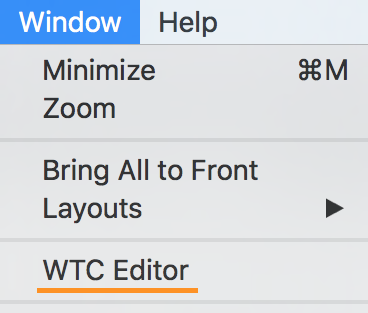 Window Help
Minimize ⌘M
Zoom
Bring All to Front
Layouts ▶
WTC Editor